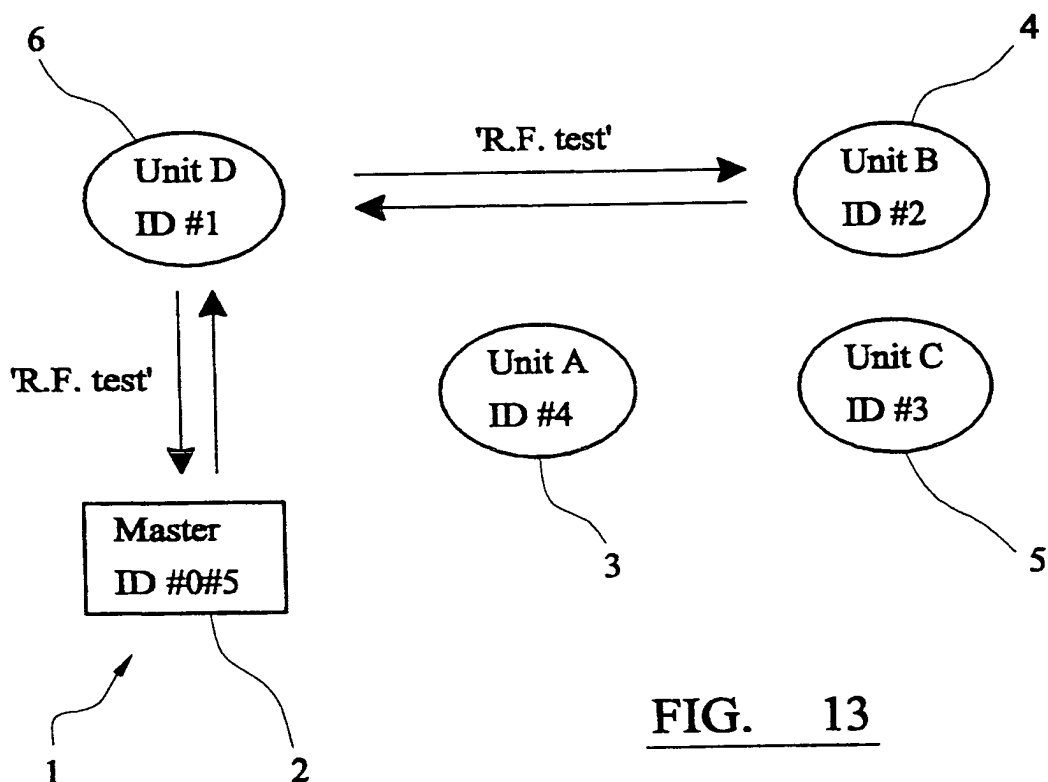 6
4
'R.F. test'
Unit D
ID #1
Unit B
ID #2
'R.F. test'
Unit A
ID #4
Unit C
ID #3
Master
ID #0#5
3
5
1
2
FIG. 13